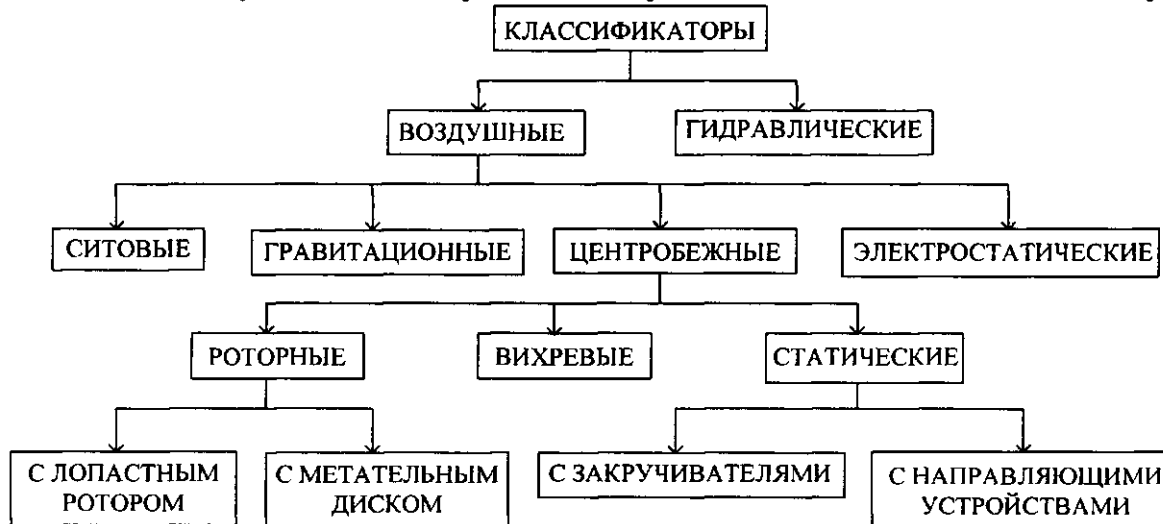 КЛАССИФИКАТОРЫ
ВОЗДУШНЫЕ
ГИДРАВЛИЧЕСКИЕ
СИТОВЫЕ
ГРАВИТАЦИОННЫЕ
ЦЕНТРОБЕЖНЫЕ
ЭЛЕКТРОСТАТИЧЕСКИЕ
РОТОРНЫЕ
ВИХРЕВЫЕ
СТАТИЧЕСКИЕ
С ЛОПАСТНЫМ
РОТОРОМ
С МЕТАТЕЛЬНЫМ
ДИСКОМ
С ЗАКРУЧИВАТЕЛЯМИ
С НАПРАВЛЯЮЩИМИ
УСТРОЙСТВАМИ